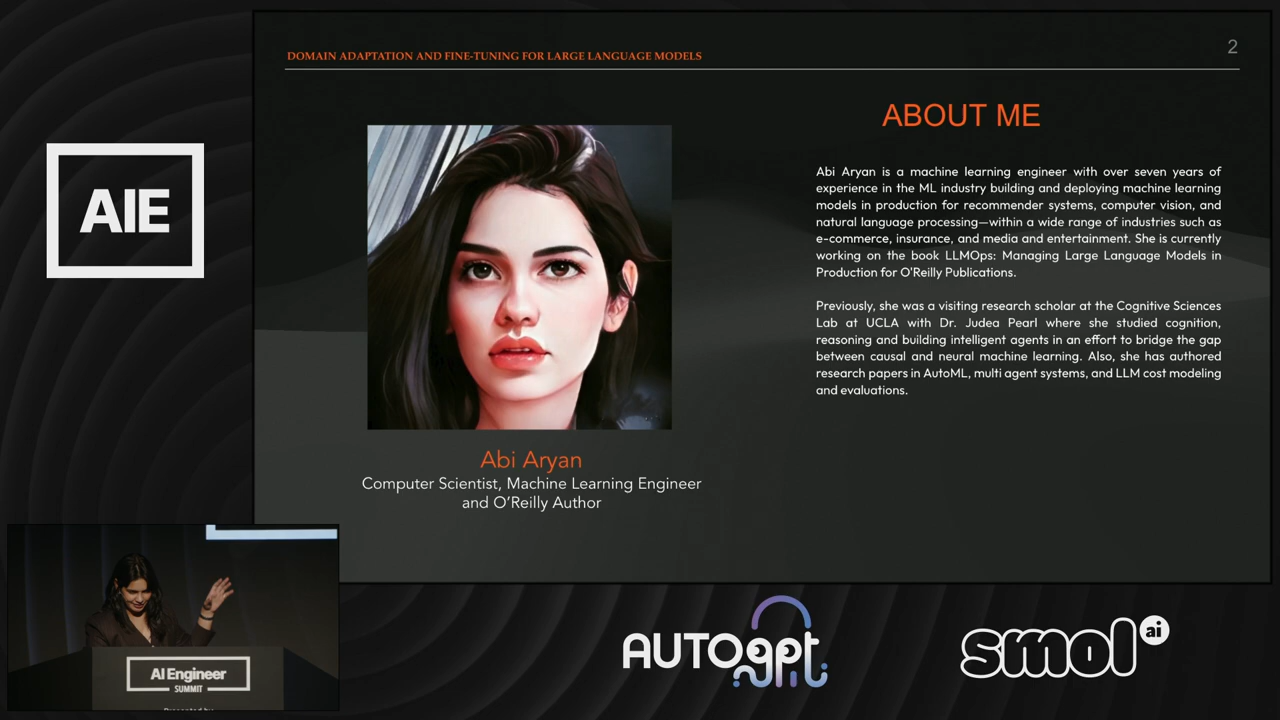 DOMAIN ADAPTATION AND FINE-TUNING FOR LARGE LANGUAGE MODELS
2
AIE
ABOUT ME
Abi Aryan is a machine learning engineer with over seven years of
experience in the ML industry building and deploying machine learning
models in production for recommender systems, computer vision, and
natural language processing—within a wide range of industries such as
e-commerce, insurance, and media and entertainment. She is currently
working on the book LLMOps: Managing Large Language Models in
Production for O'Reilly Publications.
Previously, she was a visiting research scholar at the Cognitive Sciences
Lab at UCLA with Dr. Judea Pearl where she studied cognition,
reasoning and building intelligent agents in an effort to bridge the gap
between causal and neural machine learning. Also, she has authored
research papers in AutoML, multi agent systems, and LLM cost modeling
and evaluations.
Abi Aryan
Computer Scientist, Machine Learning Engineer
and O’Reilly Author
AI Engineer
SUMMIT
Presented by
AUTOgpt
smol ai